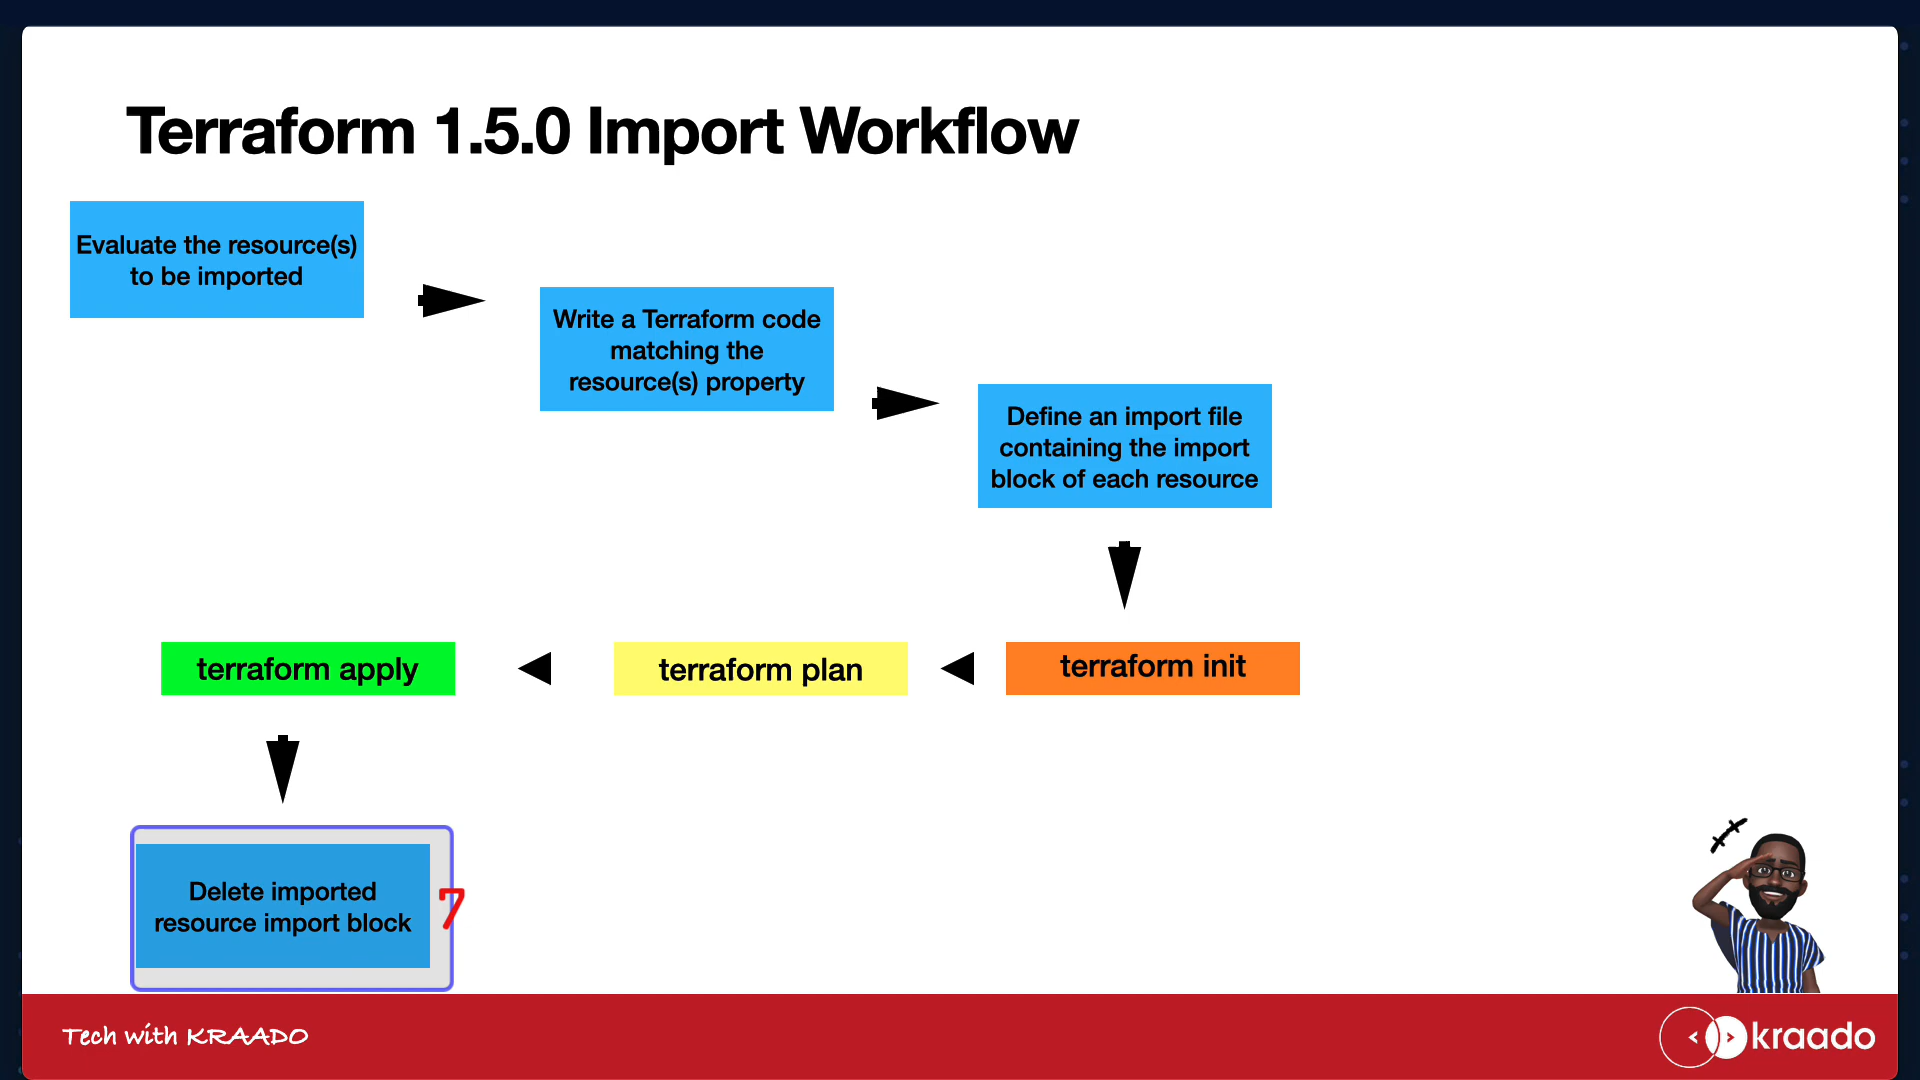 Terraform 1.5.0 Import Workflow
Evaluate the resource(s)
to be imported
Write a Terraform code
matching the
resource(s) property
Define an import file
containing the import
block of each resource
terraform init
terraform plan
terraform apply
Delete imported
resource import block
7
Tech with KRAADO
< > kraado